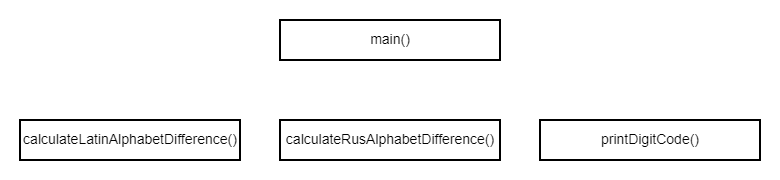 main()
calculateLatinAlphabetDifference()
calculateRusAlphabetDifference()
printDigitCode()